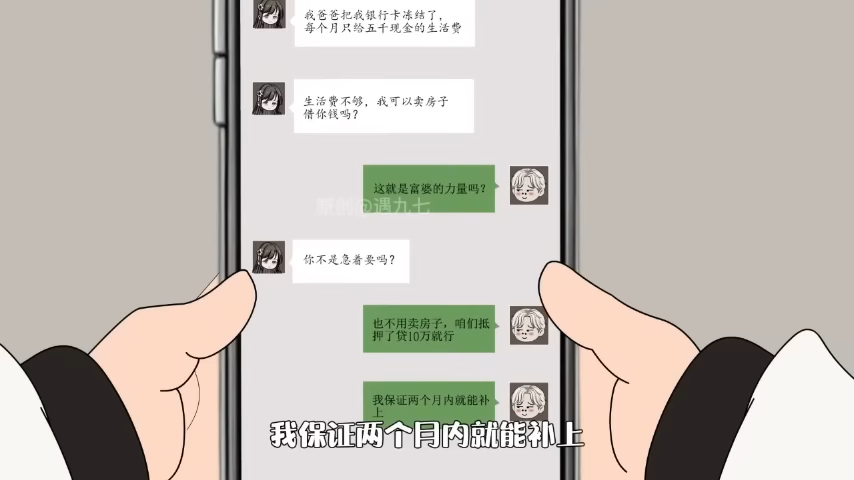 我爸爸把我银行卡冻结了，
每个月只给五千现金的生活费
生活费不够，我可以卖房子
借你钱吗？
这就是富婆的力量吗？
@遇九七
你不是急着要吗？
也不用卖房子，咱们抵
押了贷10万就行
我保证两个月内就能补
上
我保证两个月内就能补上